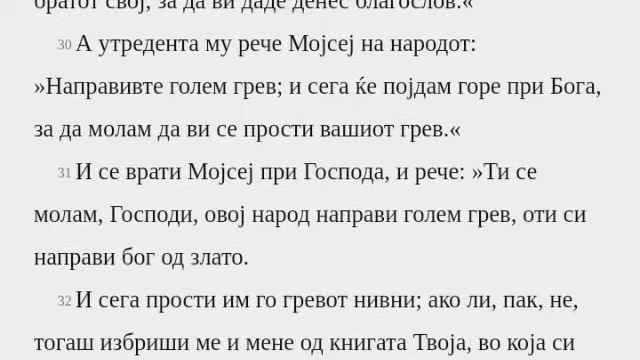 братот свој, за да ви даде денес благослов.«
30 А утредента му рече Мојсеј на народот:
»Направивте голем грев; и сега ќе појдам горе при Бога,
за да молам да ви се прости вашиот грев.«
31 И се врати Мојсеј при Господа, и рече: »Ти се
молам, Господи, овој народ направи голем грев, оти си
направи бог од злато.
32 И сега прости им го гревот нивни; ако ли, пак, не,
тогаш избриши ме и мене од книгата Твоја, во која си